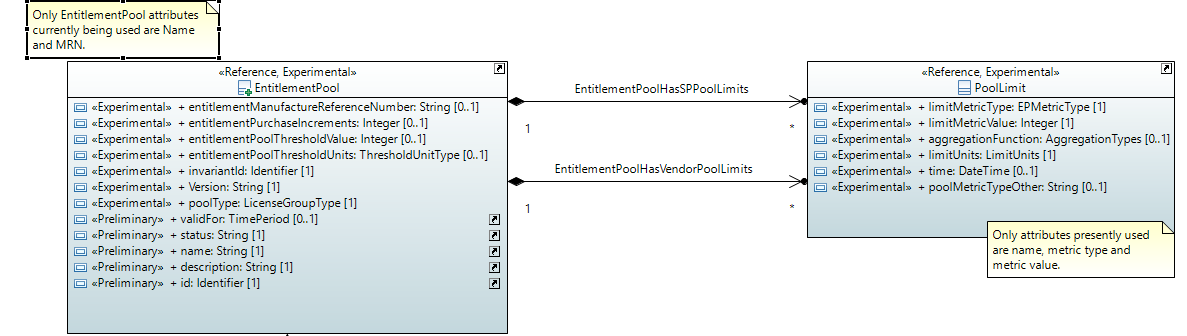 Only EntitlementPool attributes
currently being used are Name
and MRN.
«Reference, Experimental»
EntitlementPool
«Experimental» + entitlementManufactureReferenceNumber: String [0..1]
«Experimental» + entitlementPurchaseIncrements: Integer [0..1]
«Experimental» + entitlementPoolThresholdValue: Integer [0..1]
«Experimental» + entitlementPoolThresholdUnits: ThresholdUnitType [0..1]
«Experimental» + invariantId: Identifier [1]
«Experimental» + Version: String [1]
«Experimental» + poolType: LicenseGroupType [1]
«Preliminary» + validFor: TimePeriod [0..1]
«Preliminary» + status: String [1]
«Preliminary» + name: String [1]
«Preliminary» + description: String [1]
«Preliminary» + id: Identifier [1]
EntitlementPoolHasSPPoolLimits
1
*
EntitlementPoolHasVendorPoolLimits
1
*
«Reference, Experimental»
PoolLimit
«Experimental» + limitMetricType: EPMetricType [1]
«Experimental» + limitMetricValue: Integer [1]
«Experimental» + aggregationFunction: AggregationTypes [1]
«Experimental» + limitUnits: LimitUnits [1]
«Experimental» + time: DateTime [0..1]
«Experimental» + poolMetricTypeOther: String [0..1]
Only attributes presently used
are name, metric type and
metric value.